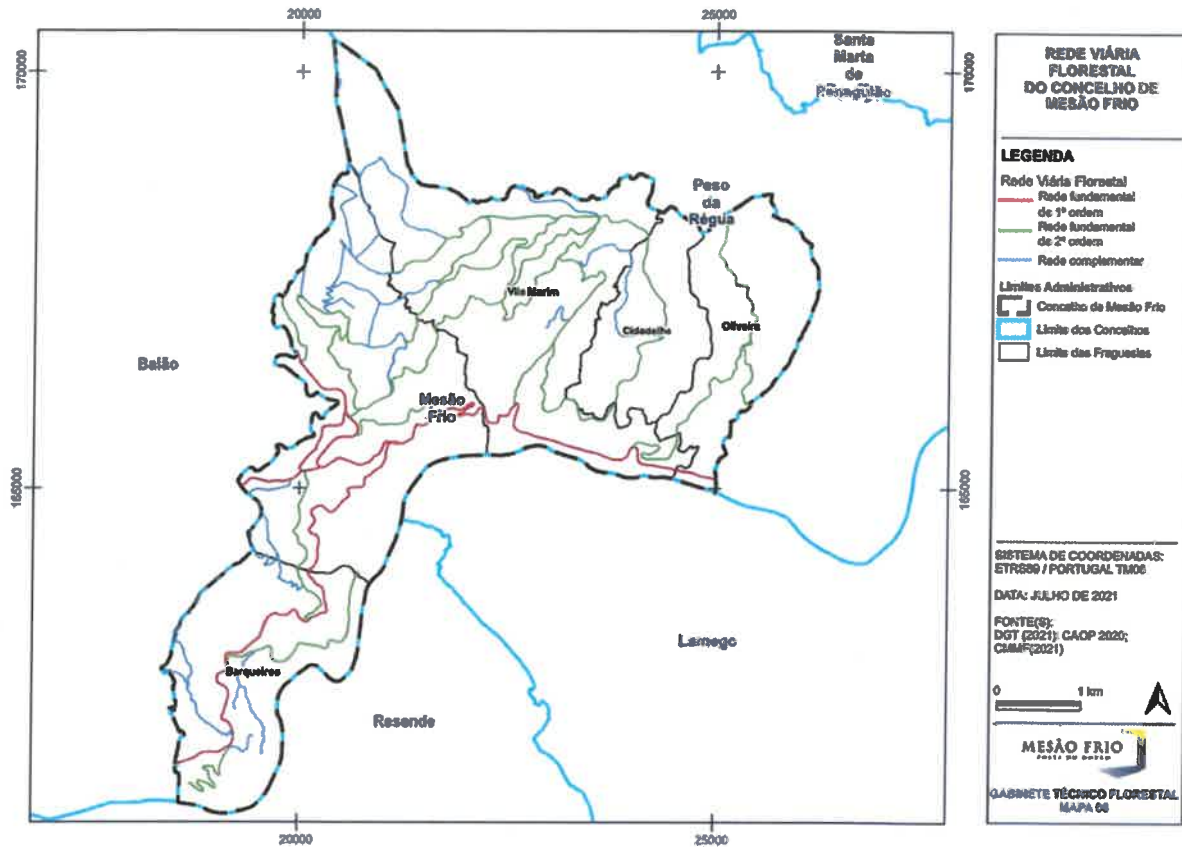 20000
25000
170000
170000
Santa
Marta
de
Penaguião
Peso
da
Régua
Vila Marim
Cidadelhe
Oliveira
Baião
Mesão
Frio
165000
165000
Lamego
Barqueiros
Resende
20000
25000
REDE VIÁRIA
FLORESTAL
DO CONCELHO DE
MESÃO FRIO
LEGENDA
Rede Viária Florestal
Rede fundamental
de 1ª ordem
Rede fundamental
de 2ª ordem
Rede complementar
Limites Administrativos
Concelho de Mesão Frio
Limite dos Concelhos
Limite das Freguesias
SISTEMA DE COORDENADAS:
ETRS89 / PORTUGAL TM06
DATA: JULHO DE 2021
FONTE(S):
DGT (2021): CAOP 2020;
CMMF(2021)
0 1 km
MESÃO FRIO
PORTA DO DOURO
GABINETE TÉCNICO FLORESTAL
MAPA